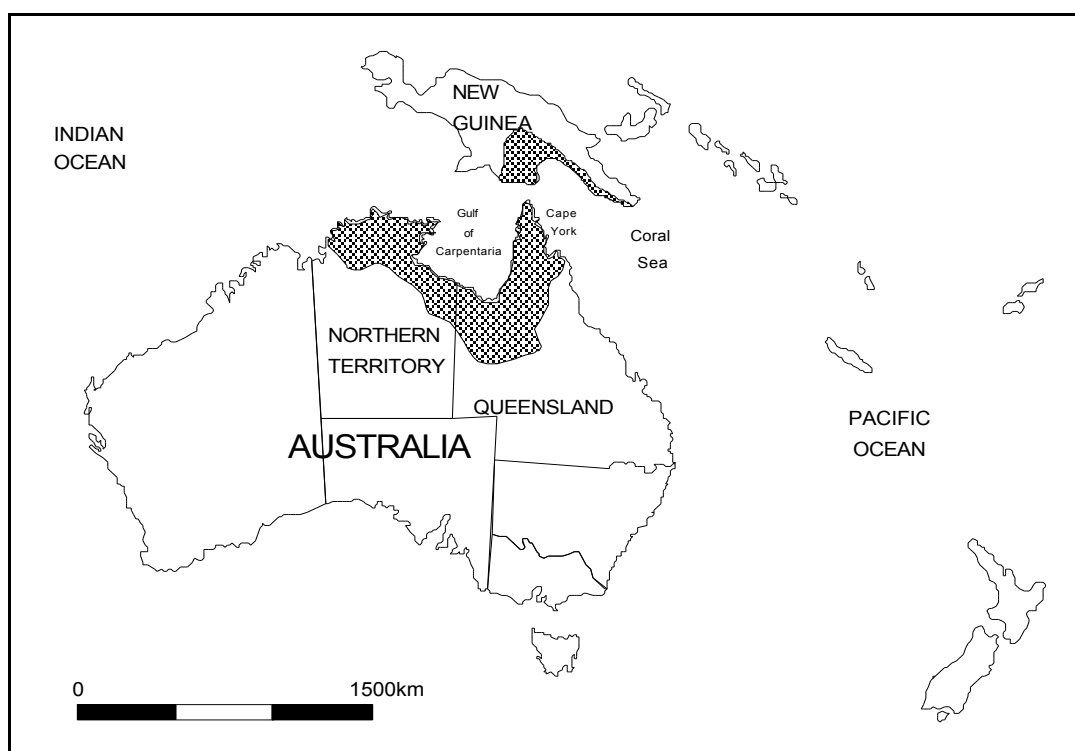 NEW
GUINEA
INDIAN
OCEAN
Gulf
of
Carpentaria
Cape
York
Coral
Sea
NORTHERN
TERRITORY
QUEENSLAND
AUSTRALIA
PACIFIC
OCEAN
0 1500km